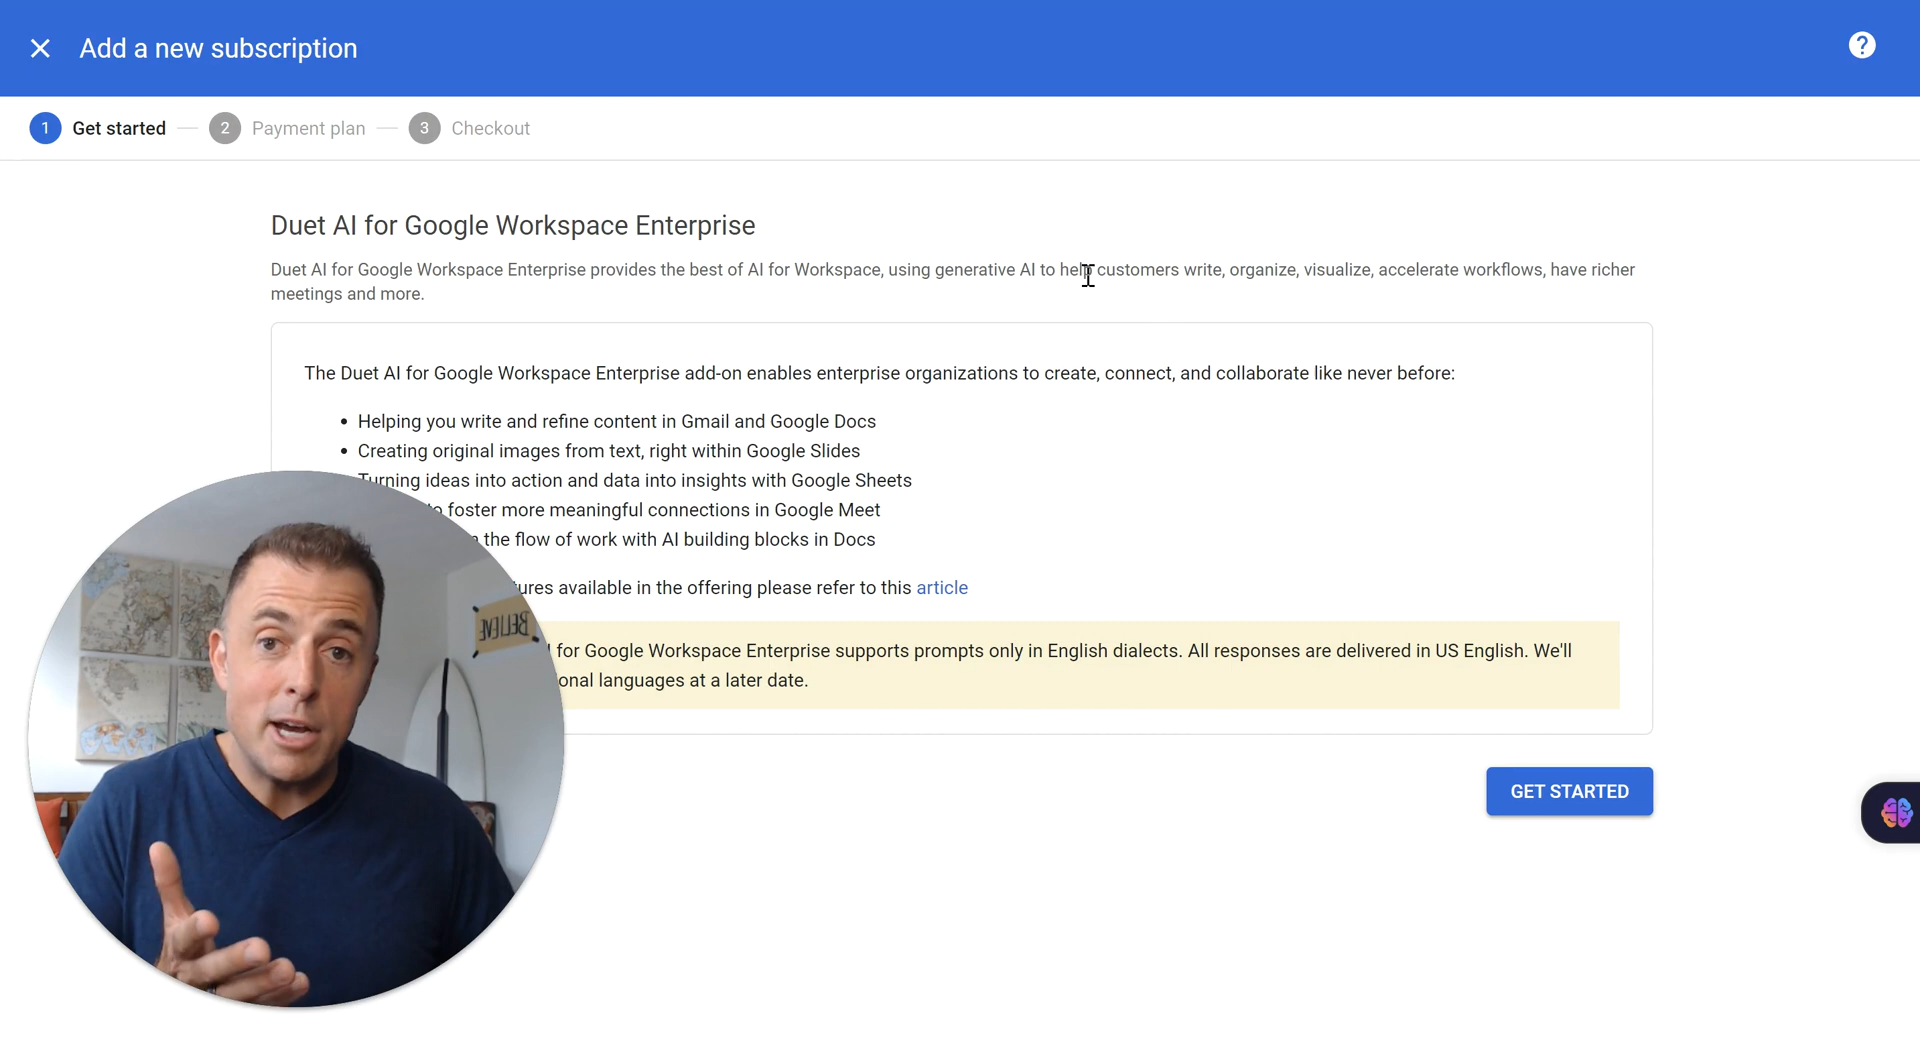 Add a new subscription
?
1 Get started 2 Payment plan 3 Checkout
Duet AI for Google Workspace Enterprise
Duet AI for Google Workspace Enterprise provides the best of AI for Workspace, using generative AI to help customers write, organize, visualize, accelerate workflows, have richer
meetings and more.
The Duet AI for Google Workspace Enterprise add-on enables enterprise organizations to create, connect, and collaborate like never before:
• Helping you write and refine content in Gmail and Google Docs
• Creating original images from text, right within Google Slides
Turning ideas into action and data into insights with Google Sheets
foster more meaningful connections in Google Meet
the flow of work with AI building blocks in Docs
available in the offering please refer to this article
for Google Workspace Enterprise supports prompts only in English dialects. All responses are delivered in US English. We'll
languages at a later date.
BELIEVE
GET STARTED